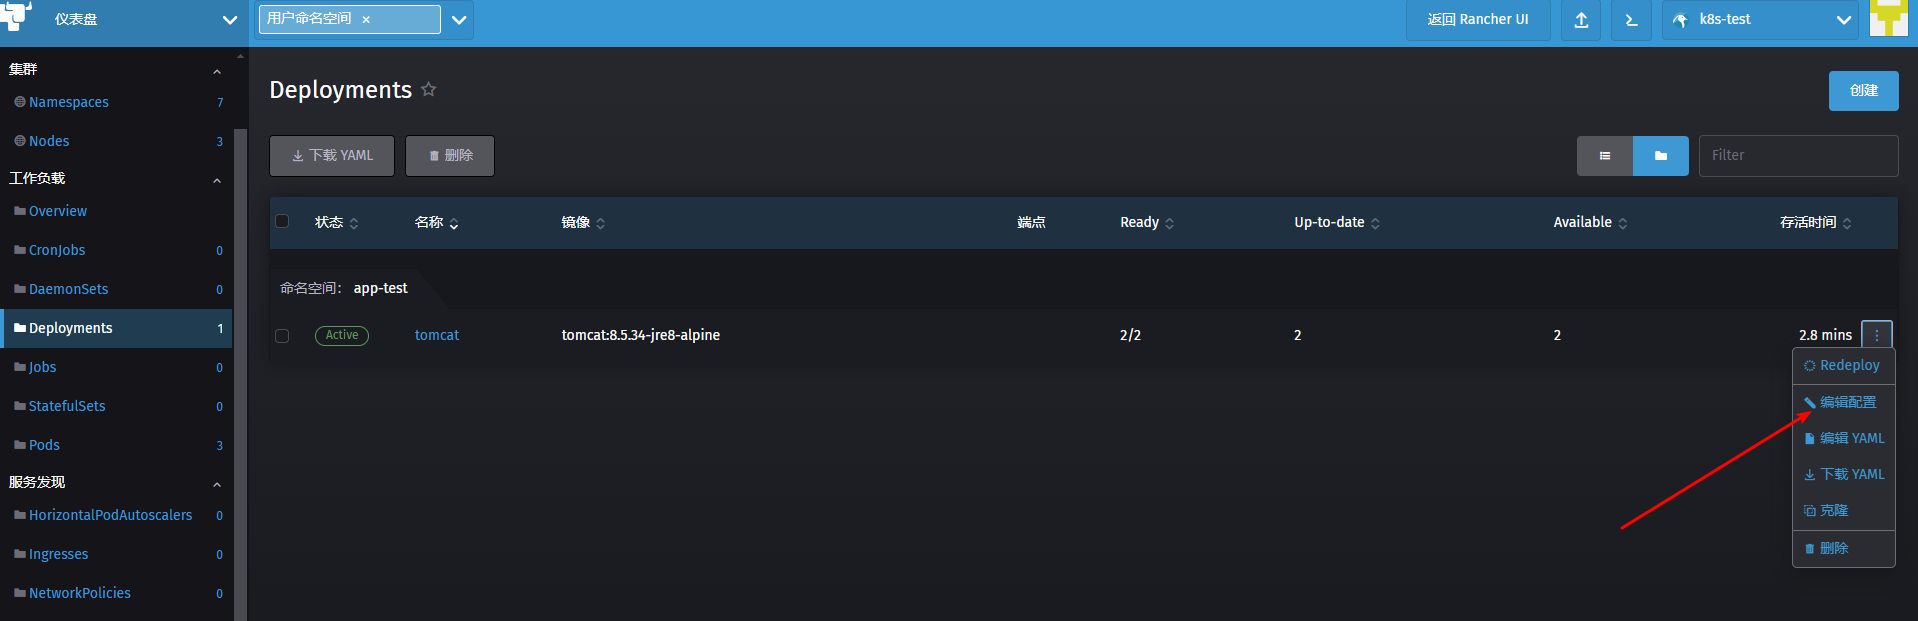 仪表盘
用户命名空间 ×
返回 Rancher UI
k8s-test
集群
Namespaces 7
Nodes 3
工作负载
Overview
CronJobs 0
DaemonSets 0
Deployments 1
Jobs 0
StatefulSets 0
Pods 3
服务发现
HorizontalPodAutoscalers 0
Ingresses 0
NetworkPolicies 0
Deployments
创建
下载 YAML
删除
Filter
状态 名称 镜像 端点 Ready Up-to-date Available 存活时间
命名空间： app-test
Active tomcat tomcat:8.5.34-jre8-alpine 2/2 2 2 2.8 mins
Redeploy
编辑配置
编辑 YAML
下载 YAML
克隆
删除